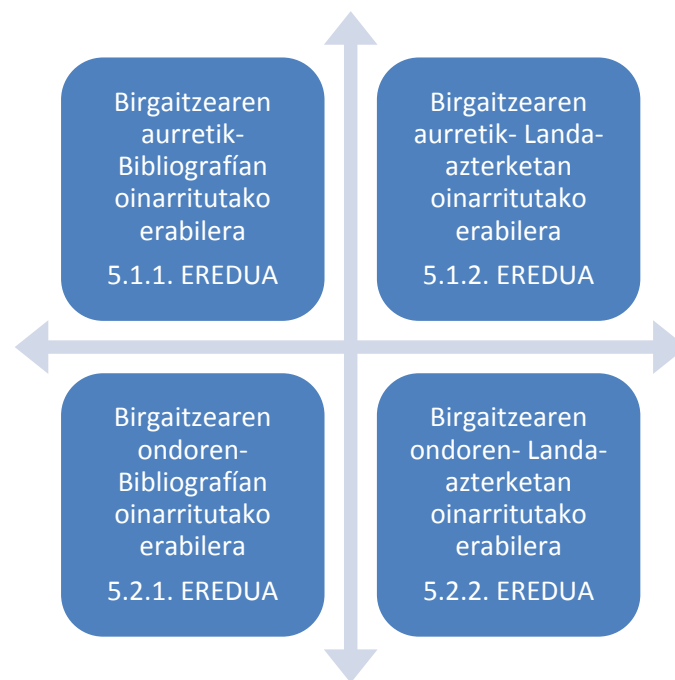 Birgaitzearen
aurretik-
Bibliografían
oinarritutako
erabilera
5.1.1. EREDUA
Birgaitzearen
aurretik- Landa-
azterketan
oinarritutako
erabilera
5.1.2. EREDUA
Birgaitzearen
ondoren-
Bibliografían
oinarritutako
erabilera
5.2.1. EREDUA
Birgaitzearen
ondoren- Landa-
azterketan
oinarritutako
erabilera
5.2.2. EREDUA